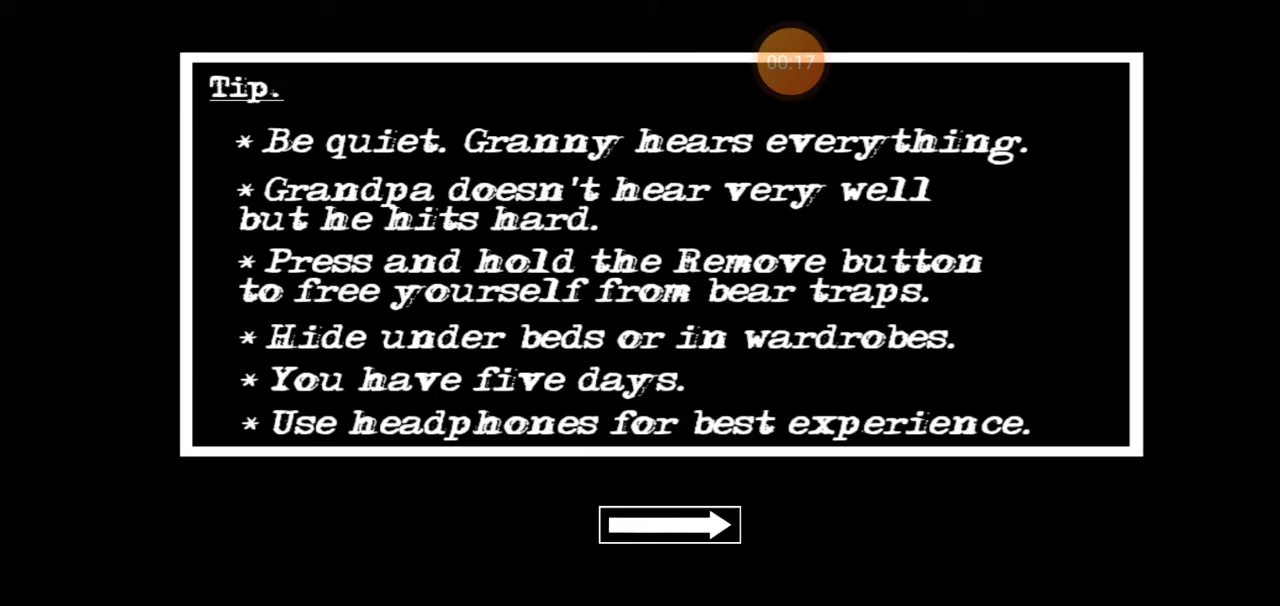 00:17
Tip.
* Be quiet. Granny hears everything.
* Grandpa doesn't hear very well
but he hits hard.
* Press and hold the Remove button
to free yourself from bear traps.
* Hide under beds or in wardrobes.
* You have five days.
* Use headphones for best experience.